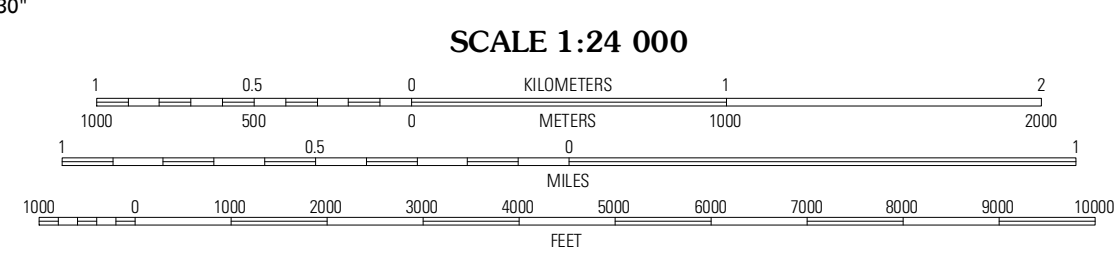 30"
SCALE 1:24 000
1 0.5 0 KILOMETERS 1 2
1000 500 0 METERS 1000 2000
1 0.5 0 1
MILES
1000 0 1000 2000 3000 4000 5000 6000 7000 8000 9000 10000
FEET